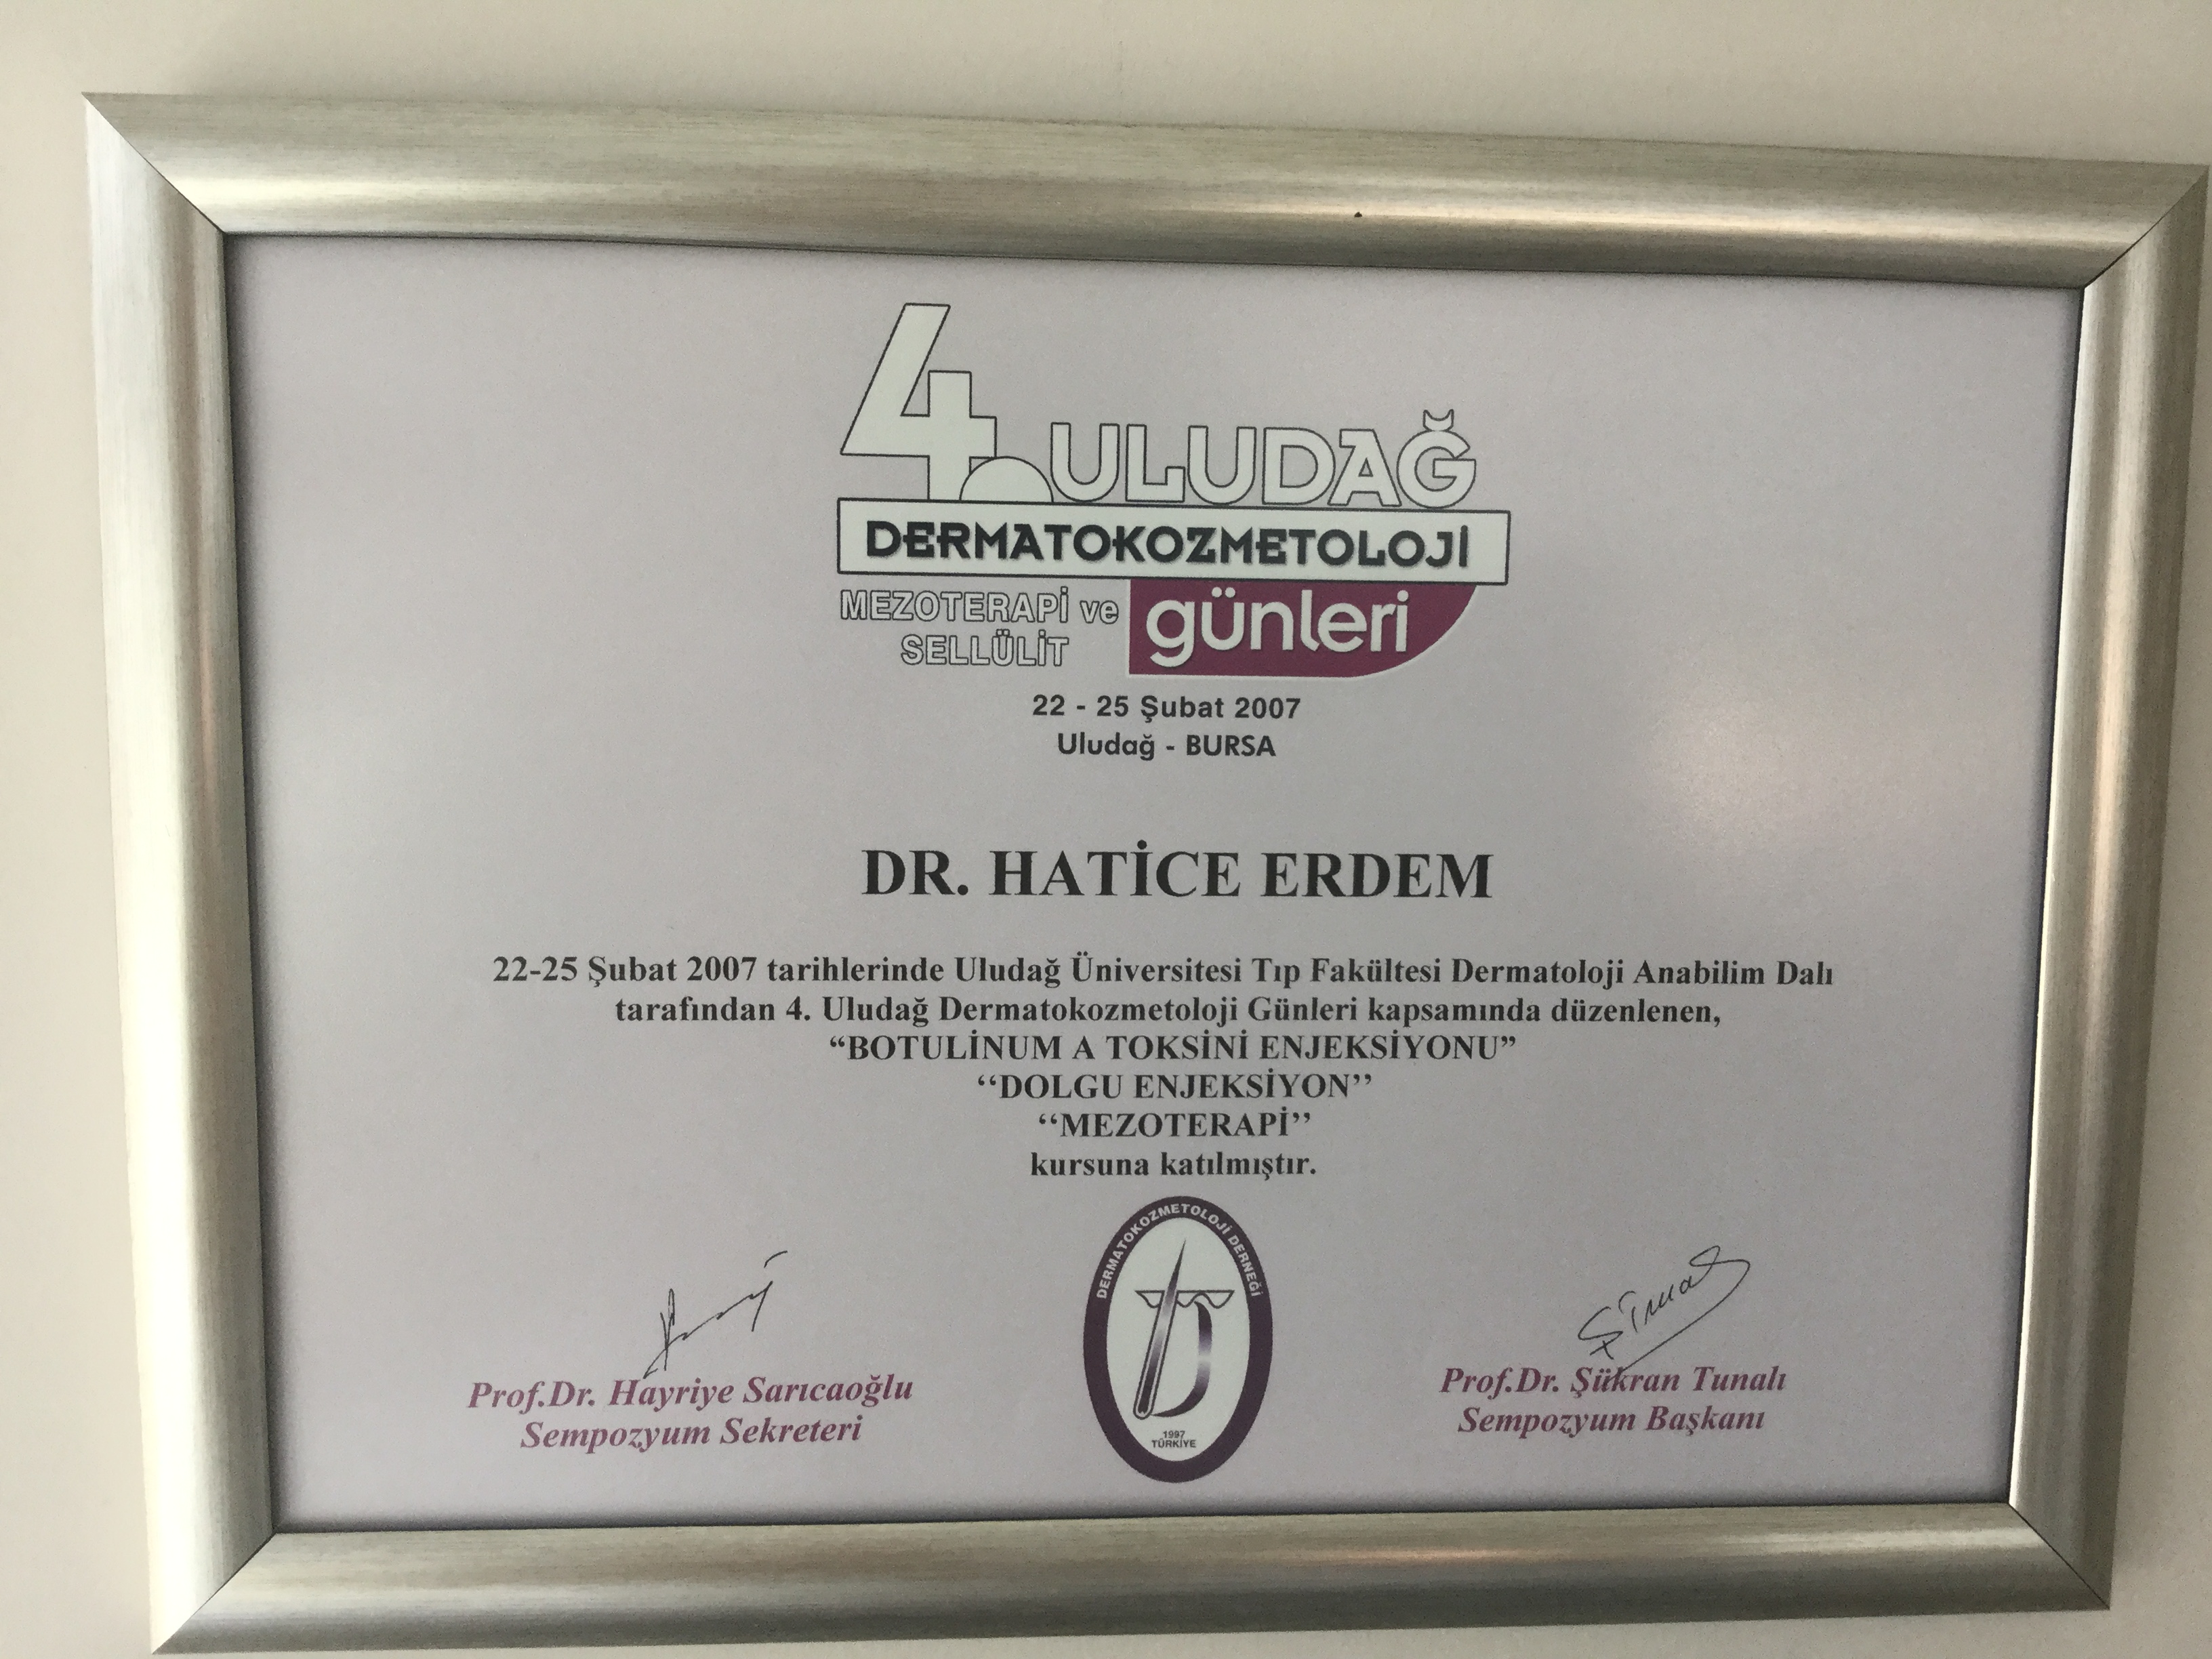 4. ULUDAĞ
DERMATOKOZMETOLOJİ
MEZOTERAPİ ve
SELLÜLİT
günleri
22 - 25 Şubat 2007
Uludağ - BURSA
DR. HATİCE ERDEM
22-25 Şubat 2007 tarihlerinde Uludağ Üniversitesi Tıp Fakültesi Dermatoloji Anabilim Dalı
tarafından 4. Uludağ Dermatokozmetoloji Günleri kapsamında düzenlenen,
“BOTULİNUM A TOKSİNİ ENJEKSİYONU”
‘‘DOLGU ENJEKSİYON’’
‘‘MEZOTERAPİ’’
kursuna katılmıştır.
DERMATOKOZMETOLOJİ DERNEĞİ
1997
TÜRKİYE
Prof.Dr. Hayriye Sarıcaoğlu
Sempozyum Sekreteri
Prof.Dr. Şükran Tunalı
Sempozyum Başkanı